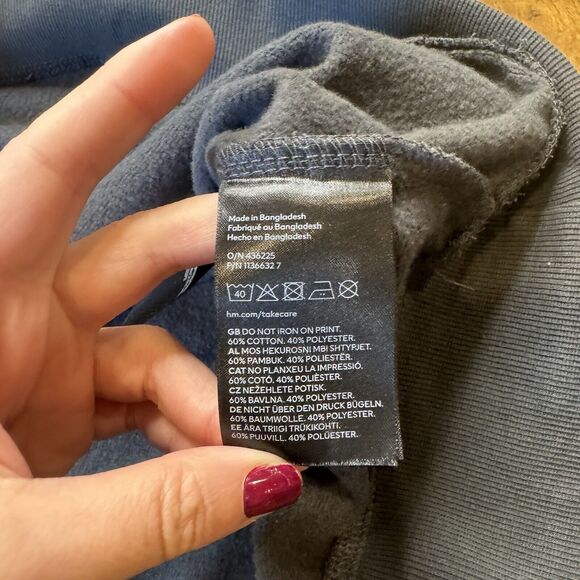 Made in Bangladesh
Fabriqué au Bangladesh
Hecho en Bangladesh
O/N 436225
P/N 1136632 7
40
hm.com/takecare
GB DO NOT IRON ON PRINT.
60% COTTON. 40% POLYESTER.
AL MOS HEKUROSNI MBI SHTYPJET.
60% PAMBUK. 40% POLIESTËR.
CAT NO PLANXEU LA IMPRESSIÓ.
60% COTÓ. 40% POLIÈSTER.
CZ NEŽEHLETE POTISK.
60% BAVLNA. 40% POLYESTER.
DE NICHT ÜBER DEN DRUCK BÜGELN.
60% BAUMWOLLE. 40% POLYESTER.
EE ÄRA TRIIGI TRÜKIKOHTI.
60% PUUVILL. 40% POLÜESTER.